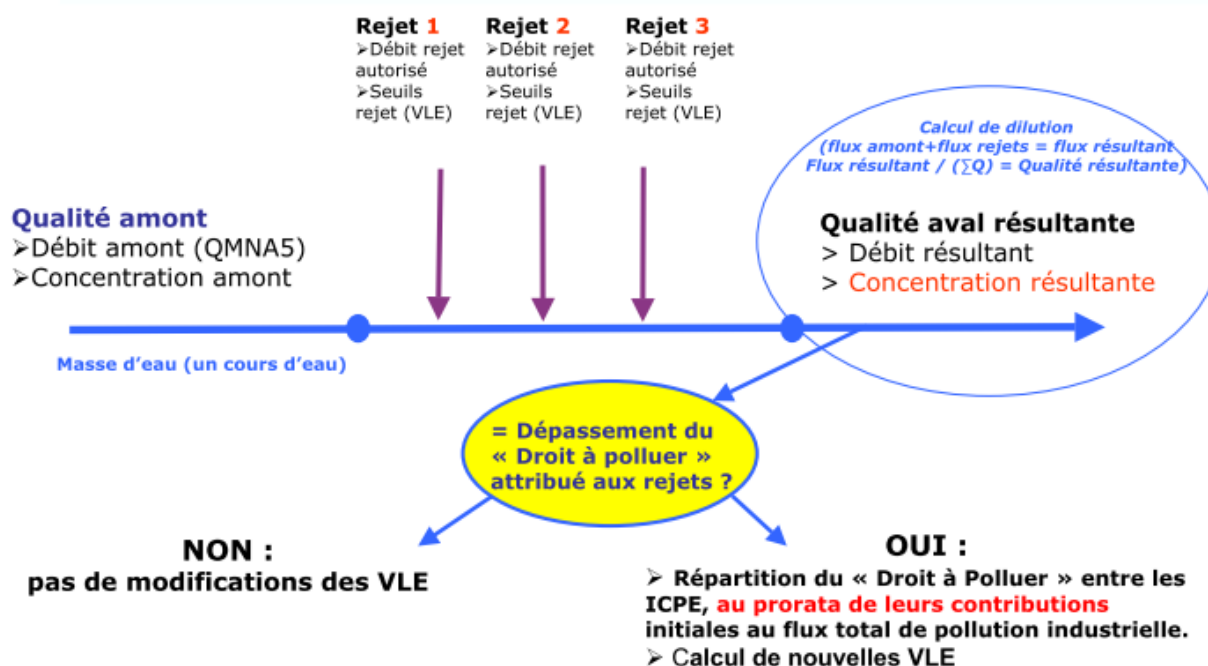 Rejet 1
➢Débit rejet
autorisé
➢Seuils
rejet (VLE)
Rejet 2
➢Débit rejet
autorisé
➢Seuils
rejet (VLE)
Rejet 3
➢Débit rejet
autorisé
➢Seuils
rejet (VLE)
Calcul de dilution
(flux amont+flux rejets = flux résultant
Flux résultant / (∑Q) = Qualité résultante)
Qualité amont
➢Débit amont (QMNA5)
➢Concentration amont
Qualité aval résultante
> Débit résultant
> Concentration résultante
Masse d'eau (un cours d'eau)
= Dépassement du
« Droit à polluer »
attribué aux rejets ?
NON :
pas de modifications des VLE
OUI :
➢ Répartition du « Droit à Polluer » entre les
ICPE, au prorata de leurs contributions
initiales au flux total de pollution industrielle.
➢ Calcul de nouvelles VLE